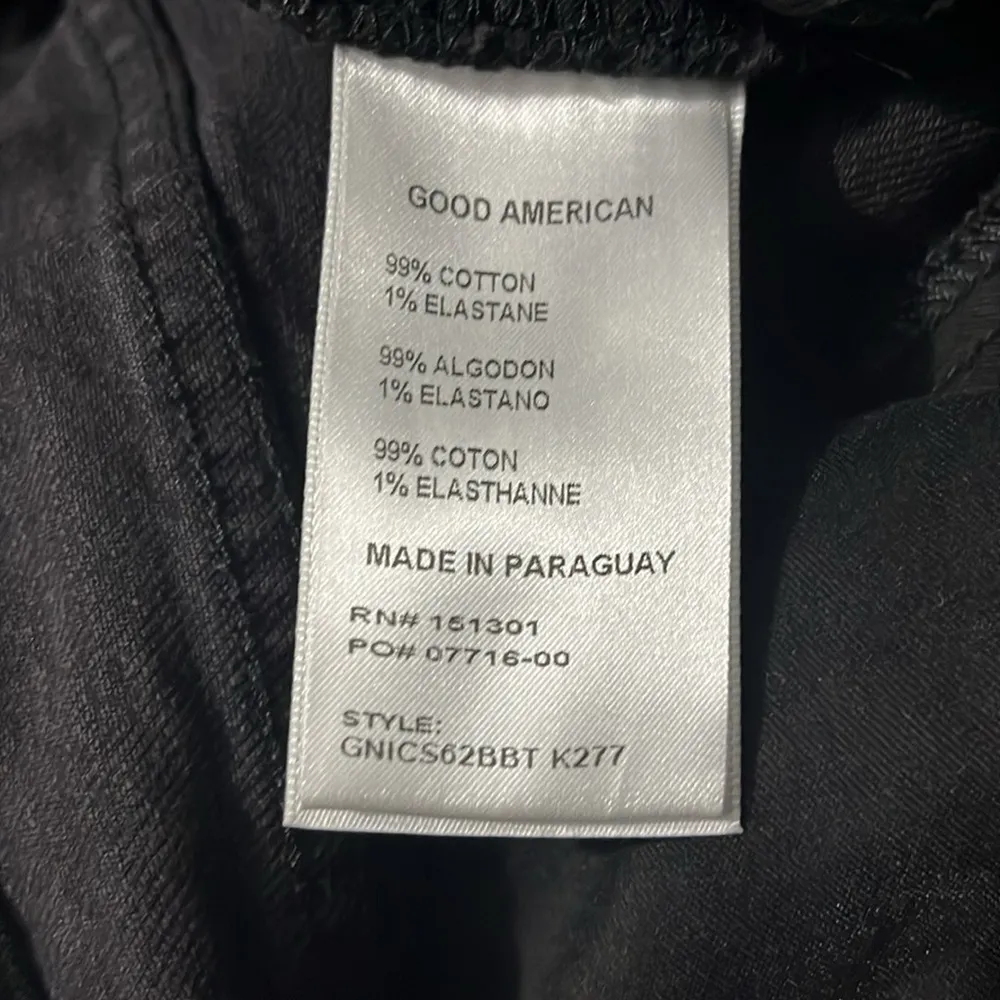 GOOD AMERICAN
99% COTTON
1% ELASTANE
99% ALGODON
1% ELASTANO
99% COTON
1% ELASTHANNE
MADE IN PARAGUAY
RN# 151301
PO# 07716-00
STYLE:
GNICS62BBT K277